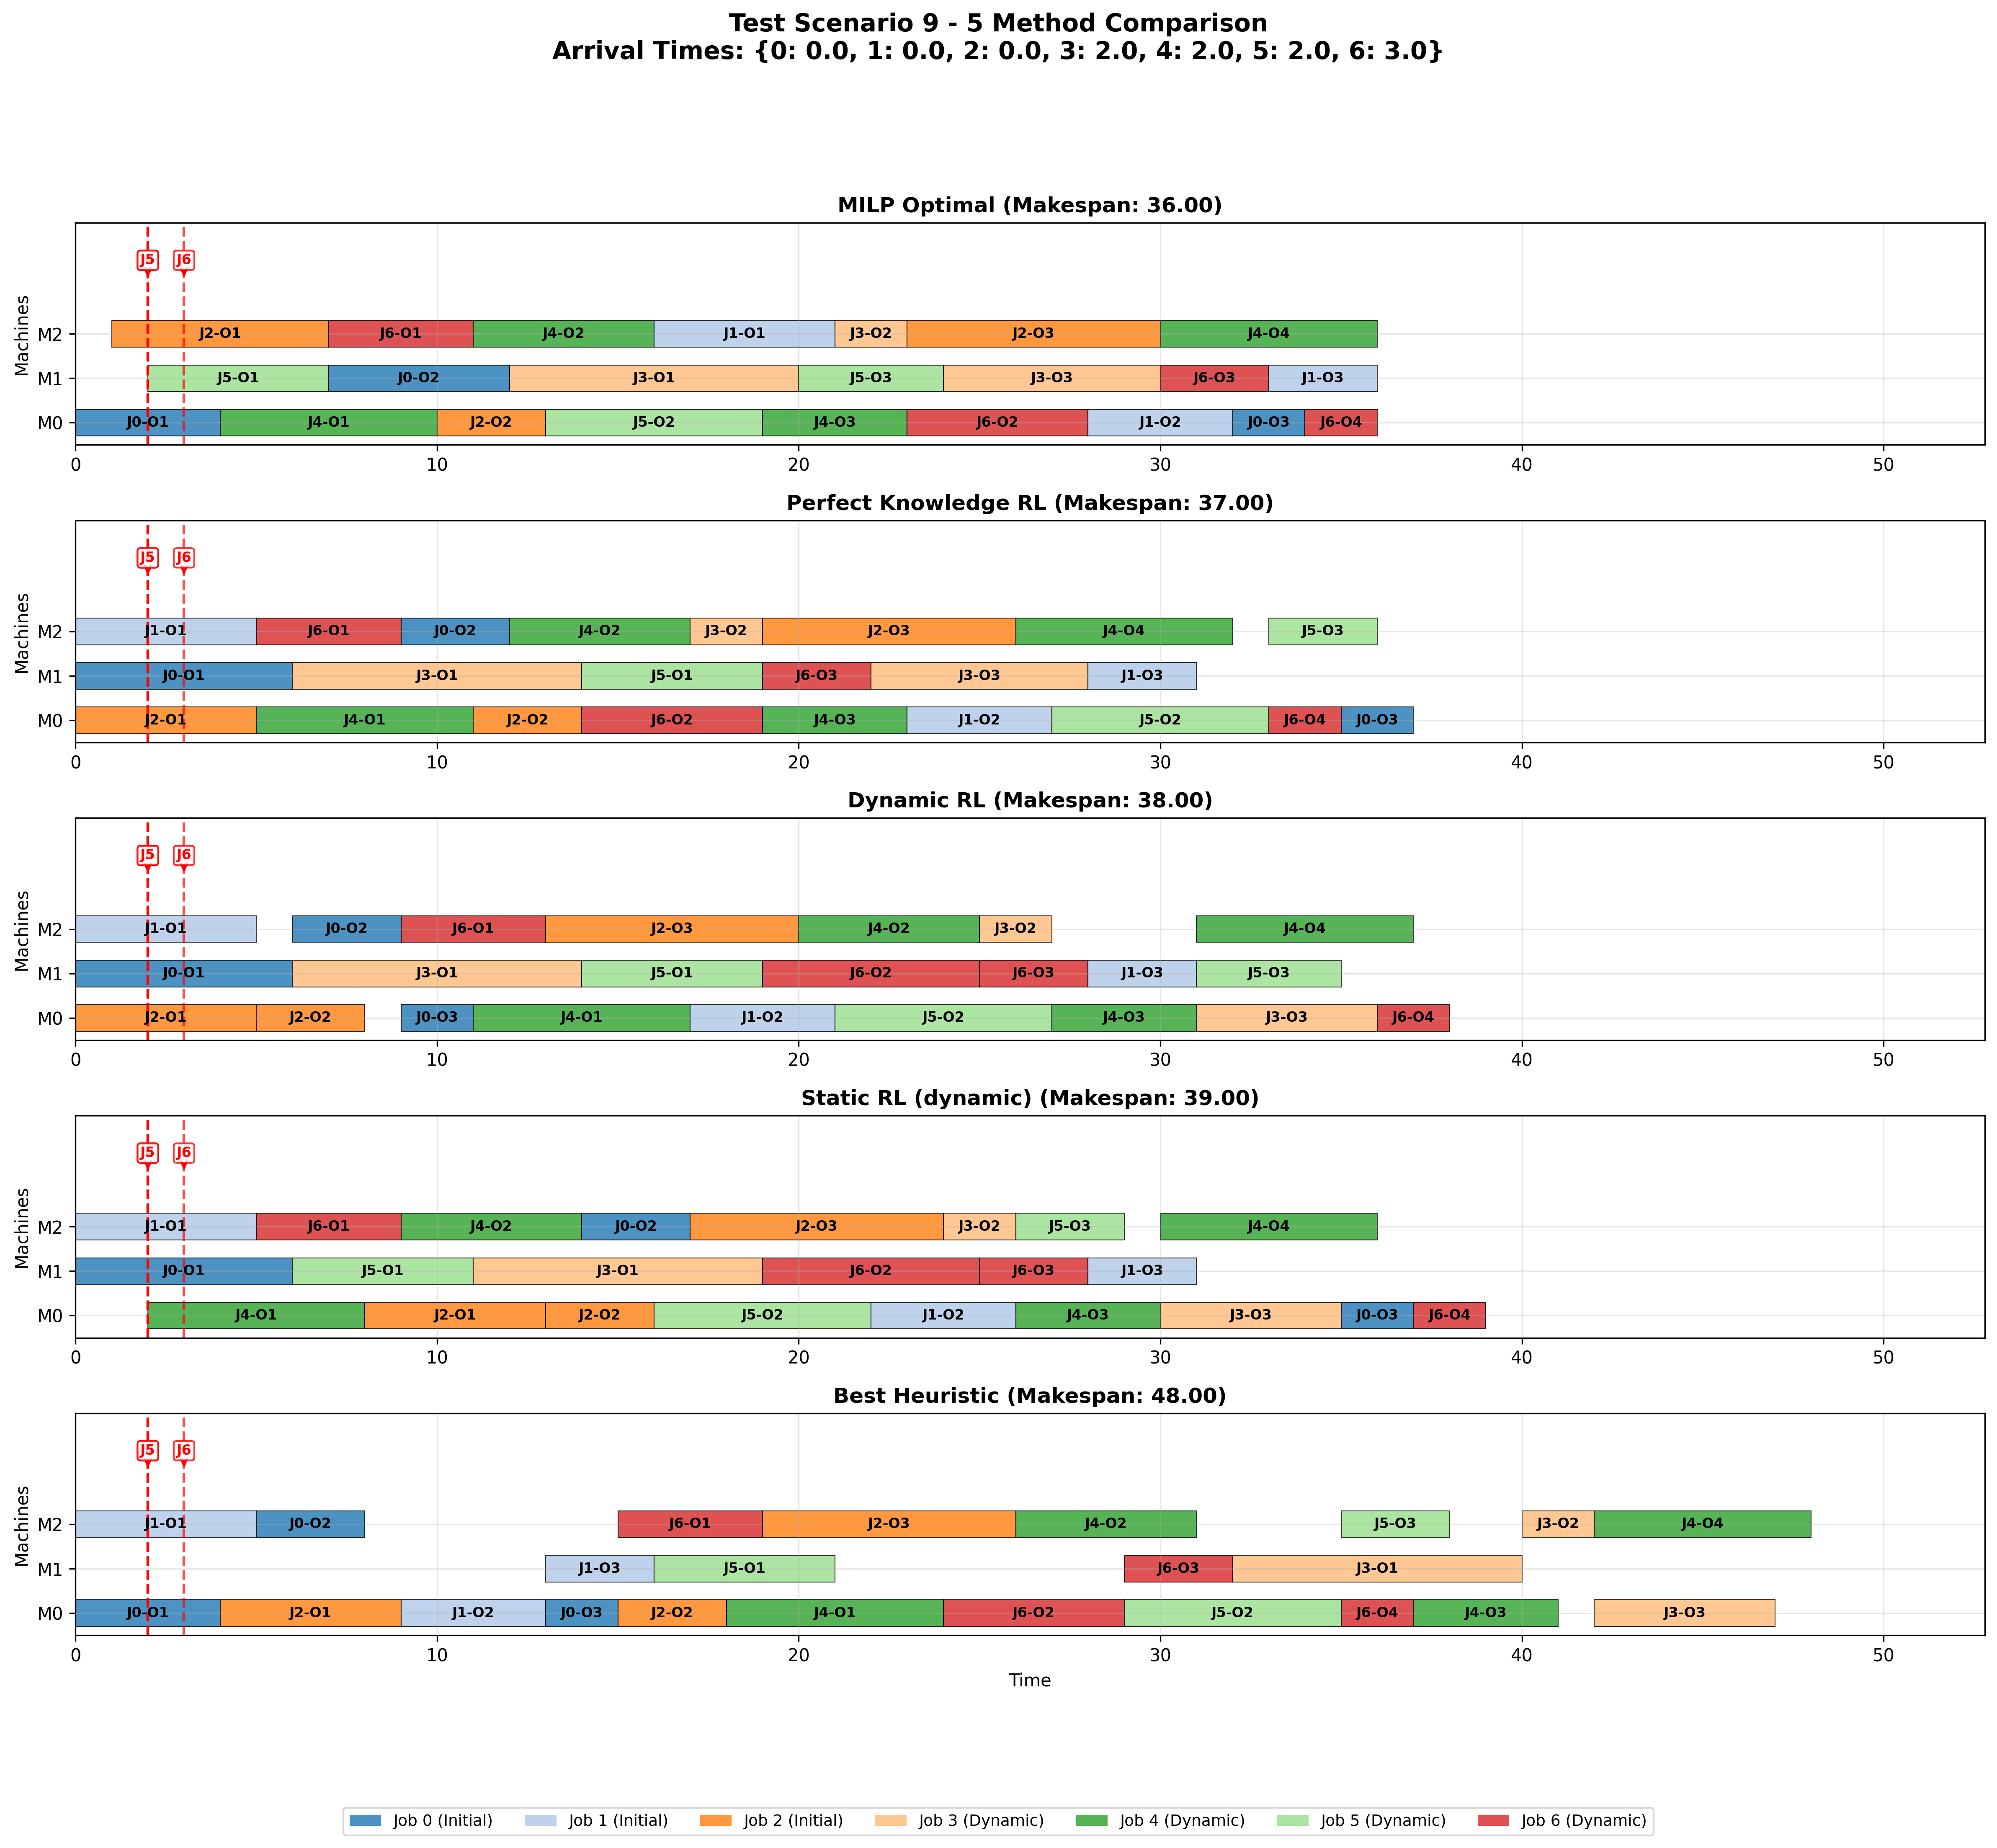 Test Scenario 9 - 5 Method Comparison
Arrival Times: {0: 0.0, 1: 0.0, 2: 0.0, 3: 2.0, 4: 2.0, 5: 2.0, 6: 3.0}
MILP Optimal (Makespan: 36.00)
J5 J6
Machines
M2 J2-O1 J6-O1 J4-O2 J1-O1 J3-O2 J2-O3 J4-O4
M1 J5-O1 J0-O2 J3-O1 J5-O3 J3-O3 J6-O3 J1-O3
M0 J0-O1 J4-O1 J2-O2 J5-O2 J4-O3 J6-O2 J1-O2 J0-O3 J6-O4
0 10 20 30 40 50
Perfect Knowledge RL (Makespan: 37.00)
J5 J6
Machines
M2 J1-O1 J6-O1 J0-O2 J4-O2 J3-O2 J2-O3 J4-O4 J5-O3
M1 J0-O1 J3-O1 J5-O1 J6-O3 J3-O3 J1-O3
M0 J2-O1 J4-O1 J2-O2 J6-O2 J4-O3 J1-O2 J5-O2 J6-O4 J0-O3
0 10 20 30 40 50
Dynamic RL (Makespan: 38.00)
J5 J6
Machines
M2 J1-O1 J0-O2 J6-O1 J2-O3 J4-O2 J3-O2 J4-O4
M1 J0-O1 J3-O1 J5-O1 J6-O2 J6-O3 J1-O3 J5-O3
M0 J2-O1 J2-O2 J0-O3 J4-O1 J1-O2 J5-O2 J4-O3 J3-O3 J6-O4
0 10 20 30 40 50
Static RL (dynamic) (Makespan: 39.00)
J5 J6
Machines
M2 J1-O1 J6-O1 J4-O2 J0-O2 J2-O3 J3-O2 J5-O3 J4-O4
M1 J0-O1 J5-O1 J3-O1 J6-O2 J6-O3 J1-O3
M0 J4-O1 J2-O1 J2-O2 J5-O2 J1-O2 J4-O3 J3-O3 J0-O3 J6-O4
0 10 20 30 40 50
Best Heuristic (Makespan: 48.00)
J5 J6
Machines
M2 J1-O1 J0-O2 J6-O1 J2-O3 J4-O2 J5-O3 J3-O2 J4-O4
M1 J1-O3 J5-O1 J6-O3 J3-O1
M0 J0-O1 J2-O1 J1-O2 J0-O3 J2-O2 J4-O1 J6-O2 J5-O2 J6-O4 J4-O3 J3-O3
0 10 20 30 40 50
Time
Job 0 (Initial) Job 1 (Initial) Job 2 (Initial) Job 3 (Dynamic) Job 4 (Dynamic) Job 5 (Dynamic) Job 6 (Dynamic)